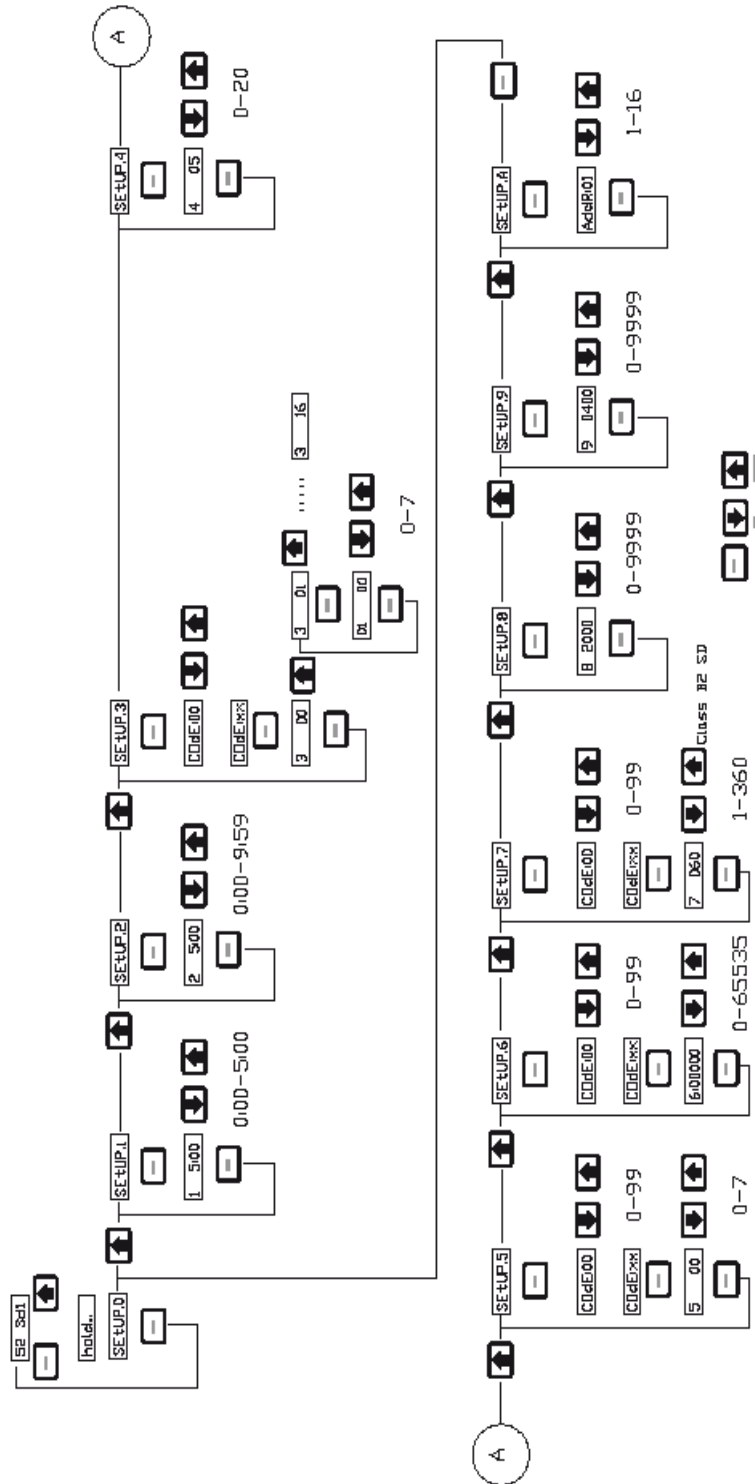 S2 Sd1
hold..
SEtUP.0
SEtUP.1
1 5:00
0:00-5:00
SEtUP.2
2 5:00
0:00-9:59
SEtUP.3
COdE:00
COdE:XX
3 00
3 01
.....
3 16
01 00
0-7
SEtUP.4
4 05
0-20
A
A
SEtUP.5
COdE:00
0-99
COdE:XX
5 00
0-7
SEtUP.6
COdE:00
0-99
COdE:XX
6:00000
0-65535
SEtUP.7
COdE:00
0-99
COdE:XX
7 060
Class B2 SD
1-360
SEtUP.8
8 2000
0-9999
SEtUP.9
9 0400
0-9999
SEtUP.A
AddR:01
1-16